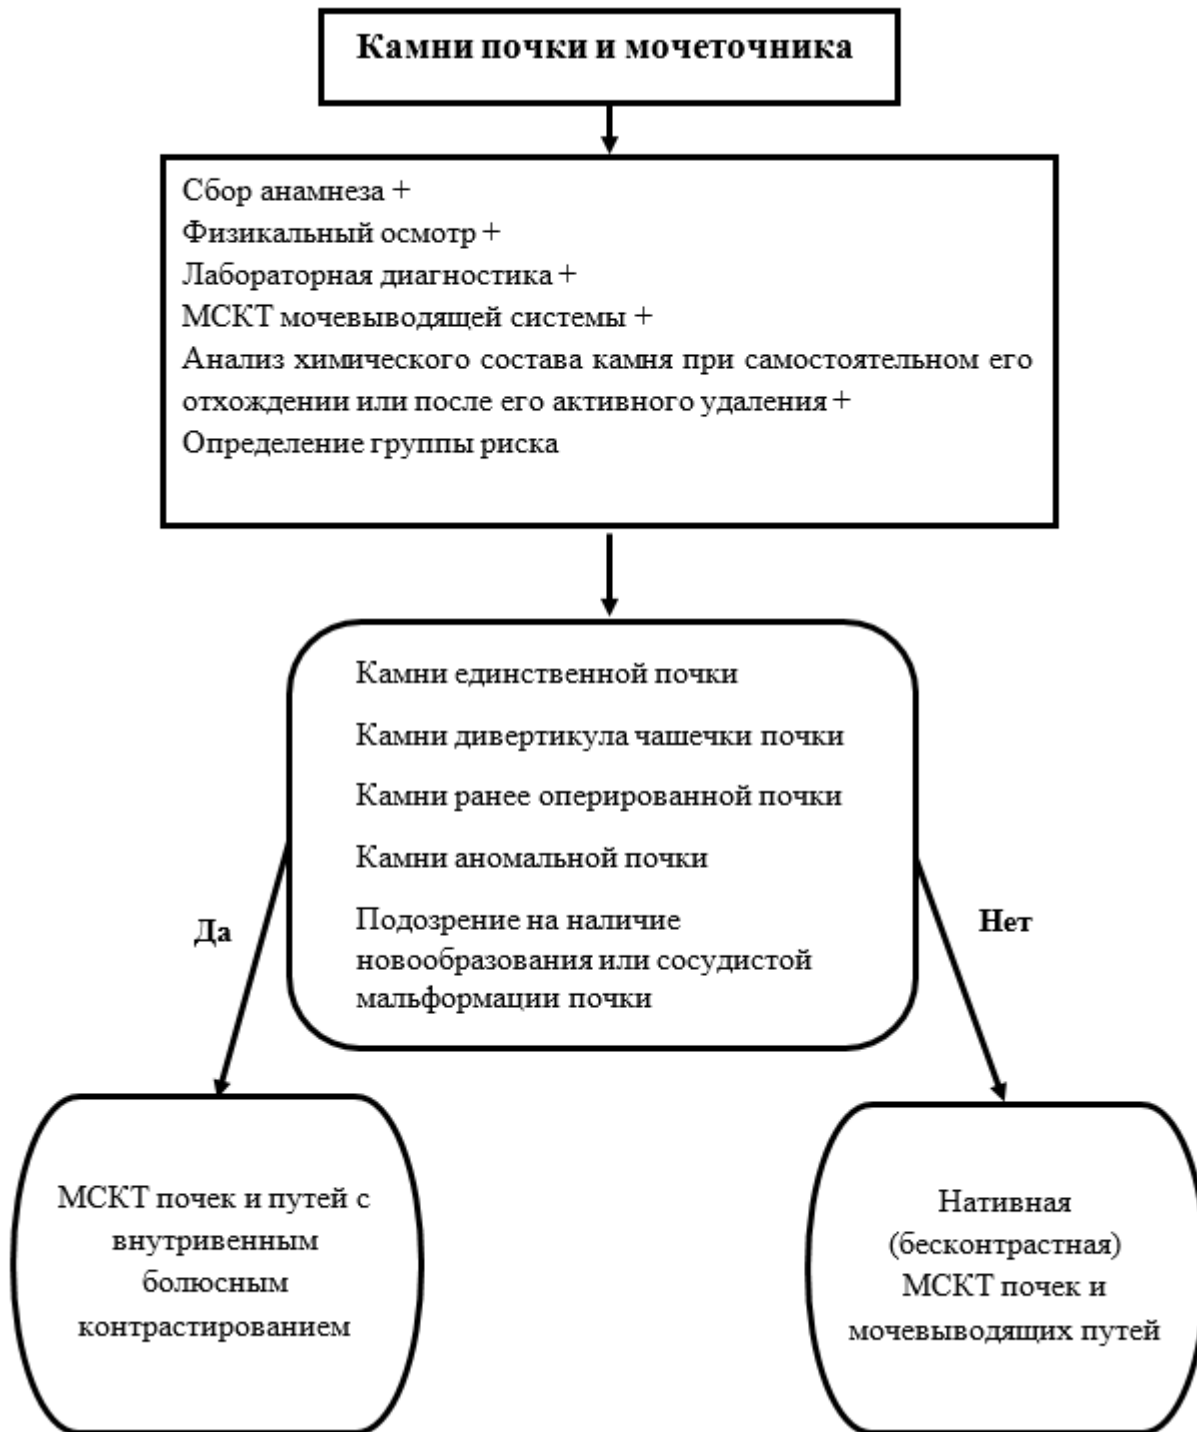 Камни почки и мочеточника
Сбор анамнеза +
Физикальный осмотр +
Лабораторная диагностика +
МСКТ мочевыводящей системы +
Анализ химического состава камня при самостоятельном его
отхождении или после его активного удаления +
Определение группы риска
Камни единственной почки
Камни дивертикула чашечки почки
Камни ранее оперированной почки
Камни аномальной почки
Подозрение на наличие
новообразования или сосудистой
мальформации почки
Да
Нет
МСКТ почек и путей с
внутривенным
болюсным
контрастированием
Нативная
(бесконтрастная)
МСКТ почек и
мочевыводящих путей